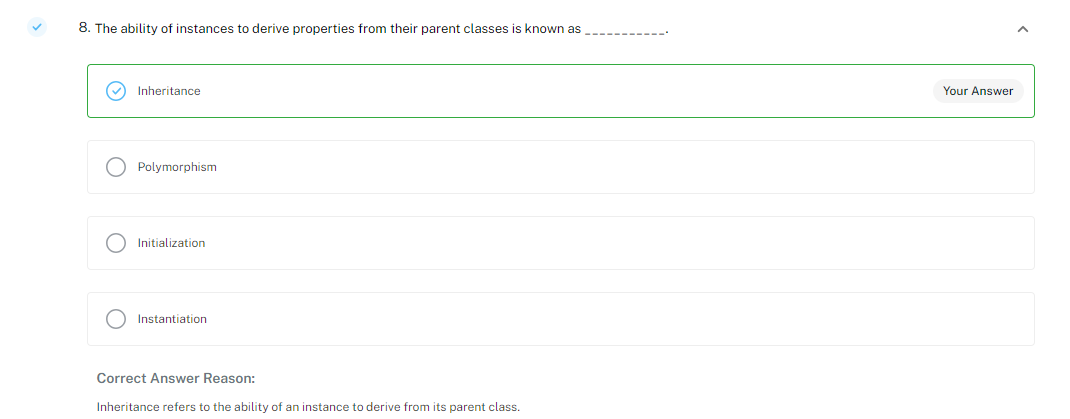 8. The ability of instances to derive properties from their parent classes is known as ___________.
Inheritance
Your Answer
Polymorphism
Initialization
Instantiation
Correct Answer Reason:
Inheritance refers to the ability of an instance to derive from its parent class.